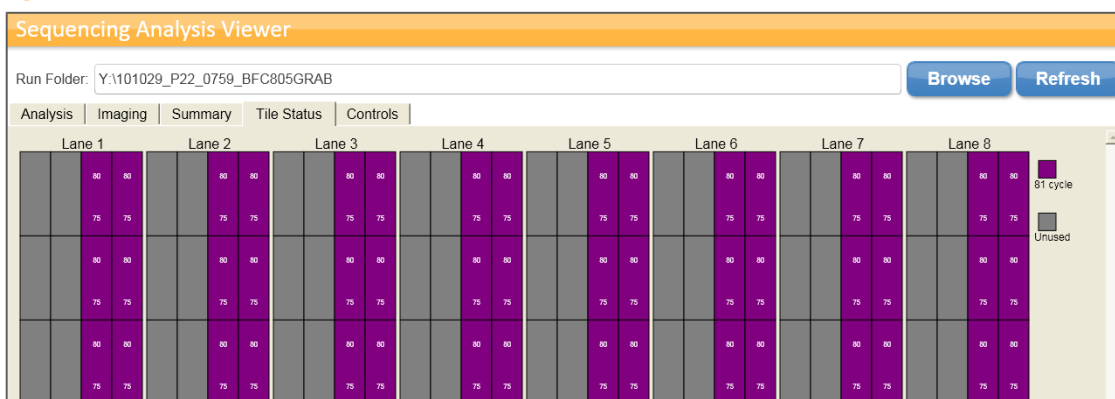 Sequencing Analysis Viewer
Run Folder: Y:\101029_P22_0759_BFC805GRAB Browse Refresh
Analysis Imaging Summary Tile Status Controls
Lane 1 Lane 2 Lane 3 Lane 4 Lane 5 Lane 6 Lane 7 Lane 8
80 80 80 80 80 80 80 80 80 80 80 80 80 80 80 80
81 cycle
75 75 75 75 75 75 75 75 75 75 75 75 75 75 75 75
Unused
80 80 80 80 80 80 80 80 80 80 80 80 80 80 80 80
75 75 75 75 75 75 75 75 75 75 75 75 75 75 75 75
80 80 80 80 80 80 80 80 80 80 80 80 80 80 80 80
75 75 75 75 75 75 75 75 75 75 75 75 75 75 75 75